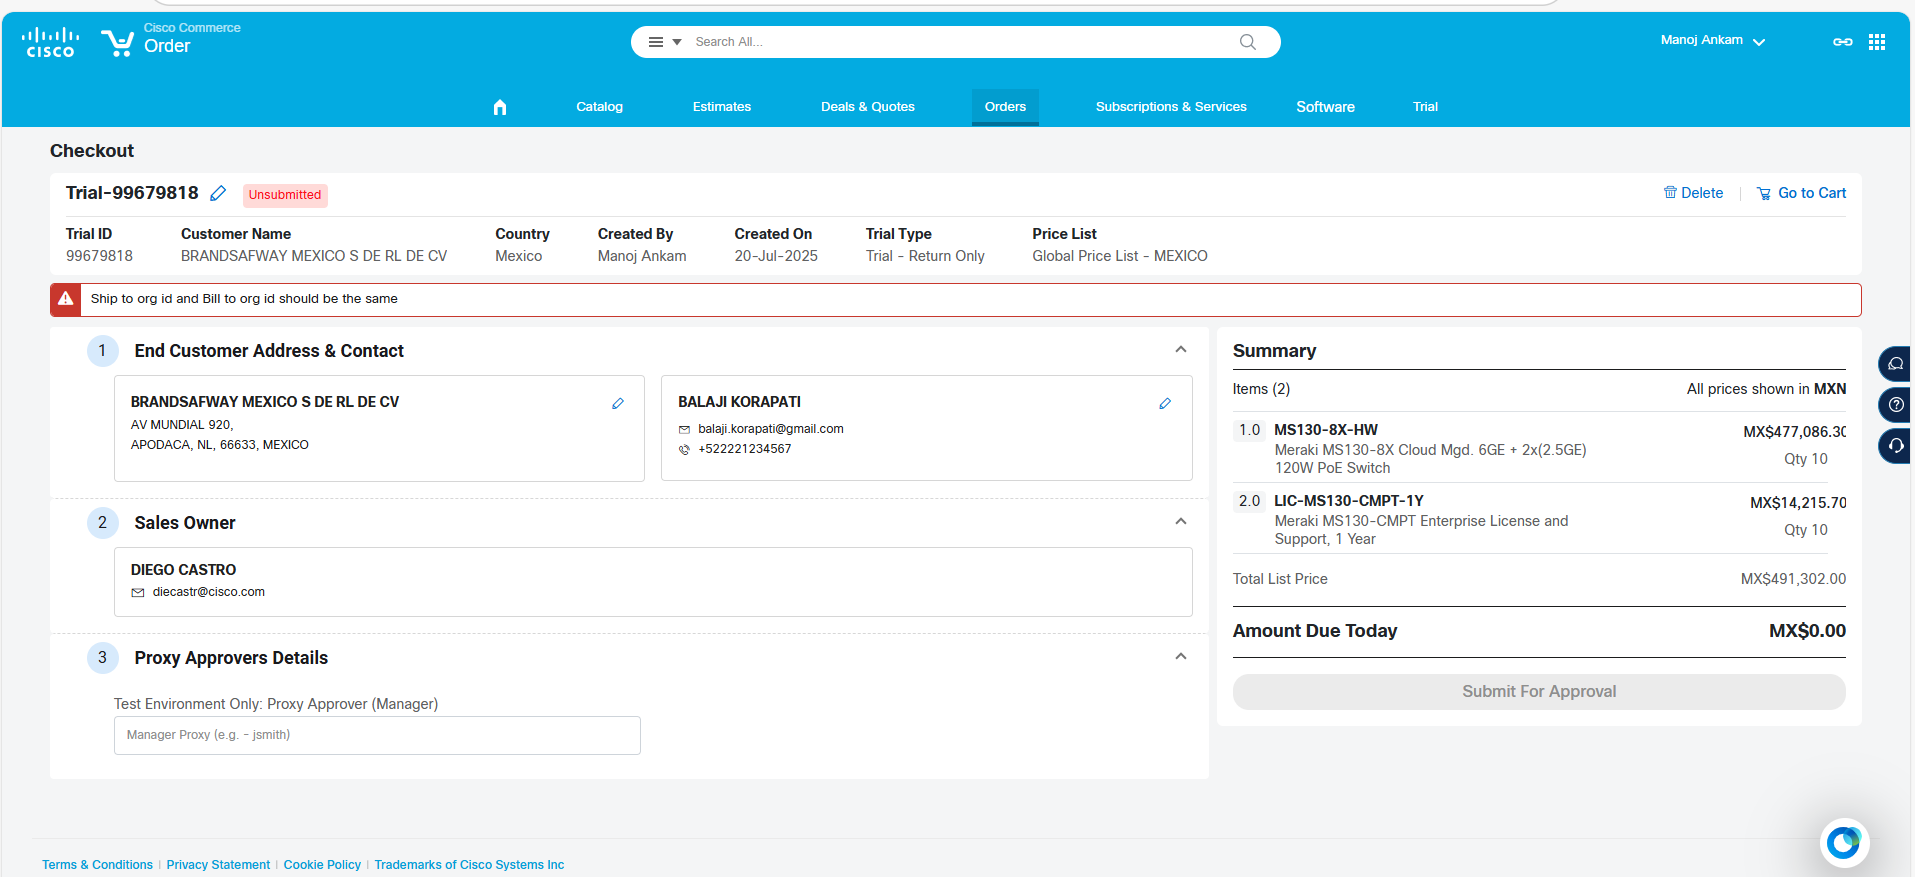 CISCO
Cisco Commerce
Order
Search All...
Manoj Ankam
Catalog
Estimates
Deals & Quotes
Orders
Subscriptions & Services
Software
Trial
Checkout
Trial-99679818
Unsubmitted
Delete
Go to Cart
Trial ID
99679818
Customer Name
BRANDSAFWAY MEXICO S DE RL DE CV
Country
Mexico
Created By
Manoj Ankam
Created On
20-Jul-2025
Trial Type
Trial - Return Only
Price List
Global Price List - MEXICO
Ship to org id and Bill to org id should be the same
1
End Customer Address & Contact
BRANDSAFWAY MEXICO S DE RL DE CV
AV MUNDIAL 920,
APODACA, NL, 66633, MEXICO
BALAJI KORAPATI
balaji.korapati@gmail.com
+522221234567
2
Sales Owner
DIEGO CASTRO
diecastr@cisco.com
3
Proxy Approvers Details
Test Environment Only: Proxy Approver (Manager)
Manager Proxy (e.g. - jsmith)
Summary
Items (2)
All prices shown in MXN
1.0
MS130-8X-HW
MX$477,086.30
Meraki MS130-8X Cloud Mgd. 6GE + 2x(2.5GE)
120W PoE Switch
Qty 10
2.0
LIC-MS130-CMPT-1Y
MX$14,215.70
Meraki MS130-CMPT Enterprise License and
Support, 1 Year
Qty 10
Total List Price
MX$491,302.00
Amount Due Today
MX$0.00
Submit For Approval
Terms & Conditions | Privacy Statement | Cookie Policy | Trademarks of Cisco Systems Inc